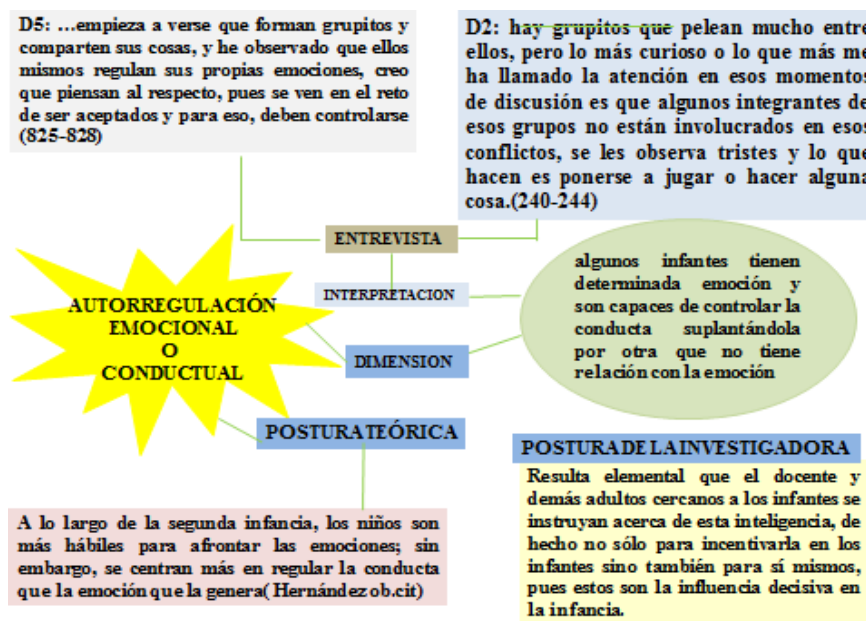 D5: ...empieza a verse que forman grupitos y
comparten sus cosas, y he observado que ellos
mismos regulan sus propias emociones, creo
que piensan al respecto, pues se ven en el reto
de ser aceptados y para eso, deben controlarse
(825-828)
D2: hay grupitos que pelean mucho entre
ellos, pero lo más curioso o lo que más me
ha llamado la atención en esos momentos
de discusión es que algunos integrantes de
esos grupos no están involucrados en esos
conflictos, se les observa tristes y lo que
hacen es ponerse a jugar o hacer alguna
cosa.(240-244)
ENTREVISTA
INTERPRETACION
algunos infantes tienen
determinada emoción y
son capaces de controlar la
conducta suplantándola
por otra que no tiene
relación con la emoción
AUTORREGULACIÓN
EMOCIONAL
O
CONDUCTUAL
DIMENSION
POSTURA TEÓRICA
A lo largo de la segunda infancia, los niños son
más hábiles para afrontar las emociones; sin
embargo, se centran más en regular la conducta
que la emoción que la genera( Hernández ob.cit)
POSTURA DE LA INVESTIGADORA
Resulta elemental que el docente y
demás adultos cercanos a los infantes se
instruyan acerca de esta inteligencia, de
hecho no sólo para incentivarla en los
infantes sino también para sí mismos,
pues estos son la influencia decisiva en
la infancia.